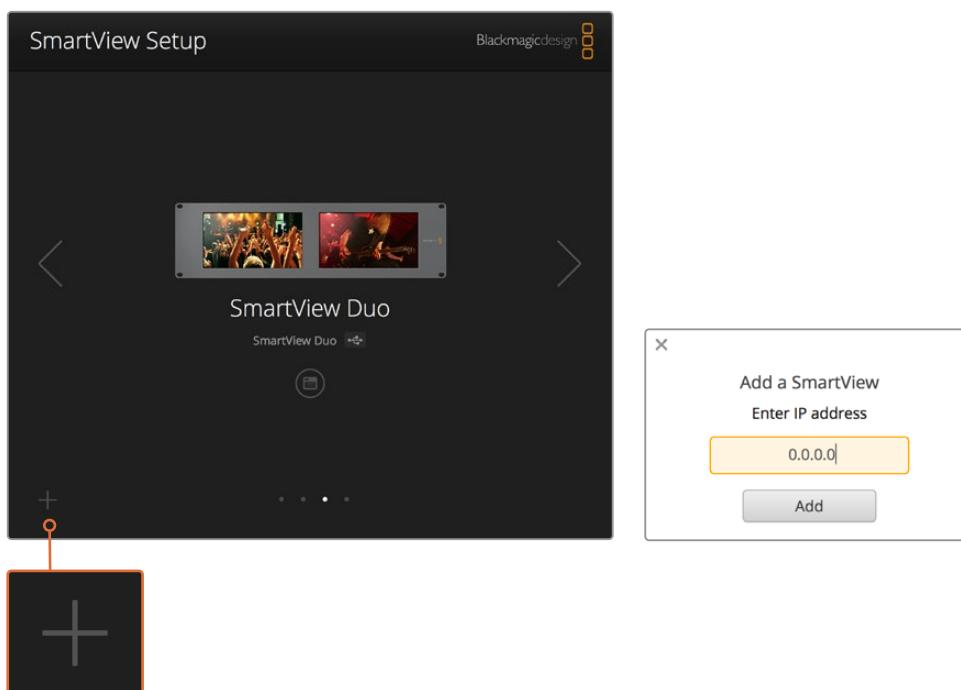 SmartView Setup
Blackmagicdesign
SmartView Duo
SmartView Duo
Add a SmartView
Enter IP address
0.0.0.0
Add